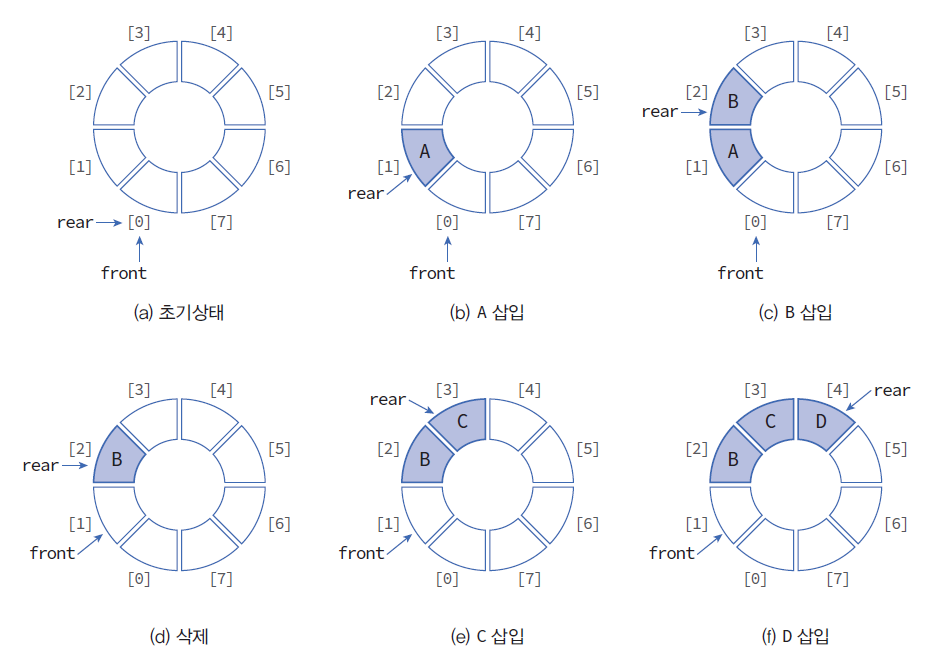 [3] [4] [3] [4] [3] [4]
[2] [5] [2] [5] [2] B [5]
rear
[1] [6] [1] A [6] [1] A [6]
rear
rear [0] [7] [0] [7] [0] [7]
front front front
(a) 초기상태 (b) A 삽입 (c) B 삽입
[3] [4] rear [3] [4] [3] [4] rear
C C D
[2] B [5] [2] B [5] [2] B [5]
rear
[1] [6] [1] [6] [1] [6]
front front front
[0] [7] [0] [7] [0] [7]
(d) 삭제 (e) C 삽입 (f) D 삽입